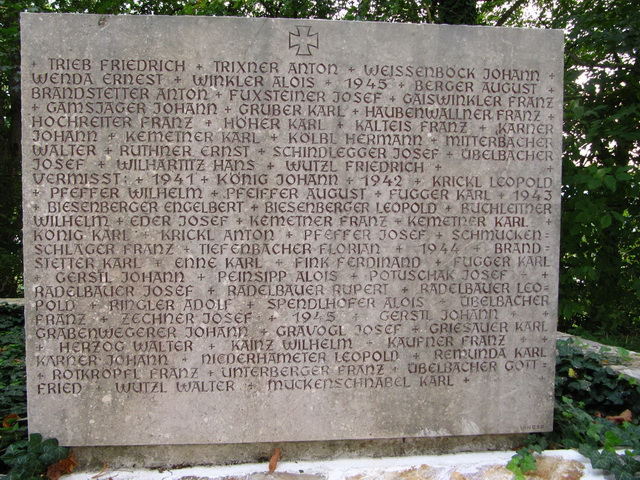 + TRIEB FRIEDRICH + TRIXNER ANTON + WEISSENBÖCK JOHANN +
WENDA ERNEST + WINKLER ALOIS + 1945 + BERGER AUGUST +
BRANDSTETTER ANTON + FUXSTEINER JOSEF + GAISWINKLER FRANZ
+ GAMSJÄGER JOHANN + GRUBER KARL + HAUBENWALLNER FRANZ +
HOCHREITER FRANZ + HÖHER KARL + KALTEIS FRANZ + KARNER
JOHANN + KEMETNER KARL + KÖLBL HERMANN + MITTERBACHER
WALTER + RUTHNER ERNST + SCHINDLEGGER JOSEF + ÜBELBACHER
JOSEF + WILHARTITZ HANS + WUTZL FRIEDRICH +
VERMISST: + 1941 + KÖNIG JOHANN + 1942 + KRICKL LEOPOLD
+ PFEFFER WILHELM + PFEIFFER AUGUST + FUGGER KARL + 1943
+ BIESENBERGER ENGELBERT + BIESENBERGER LEOPOLD + BUCHLEITNER
WILHELM + EDER JOSEF + KEMETNER FRANZ + KEMETNER KARL +
KÖNIG KARL + KRICKL ANTON + PFEFFER JOSEF + SCHMUCKEN=
SCHLAGER FRANZ + TIEFENBACHER FLORIAN + 1944 + BRAND=
STETTER KARL + ENNE KARL + FINK FERDINAND + FUGGER KARL
+ GERSTL JOHANN + PEINSIPP ALOIS + POTUSCHAK JOSEF +
RADELBAUER JOSEF + RADELBAUER RUPERT + RADELBAUER LEO=
POLD + RINGLER ADOLF + SPENDLHOFER ALOIS + ÜBELBACHER
FRANZ + ZECHNER JOSEF + 1945 + GERSTL JOHANN +
GRABENWEGERER JOHANN + GRAVOGL JOSEF + GRIESAUER KARL
+ HERZOG WALTER + KAINZ WILHELM + KAUFNER FRANZ +
KARNER JOHANN + NIEDERHAMETER LEOPOLD + REMUNDA KARL
+ ROTKRÖPFL FRANZ + UNTERBERGER FRANZ + ÜBELBACHER GOTT=
FRIED + WUTZL WALTER + MUCKENSCHNABEL KARL +